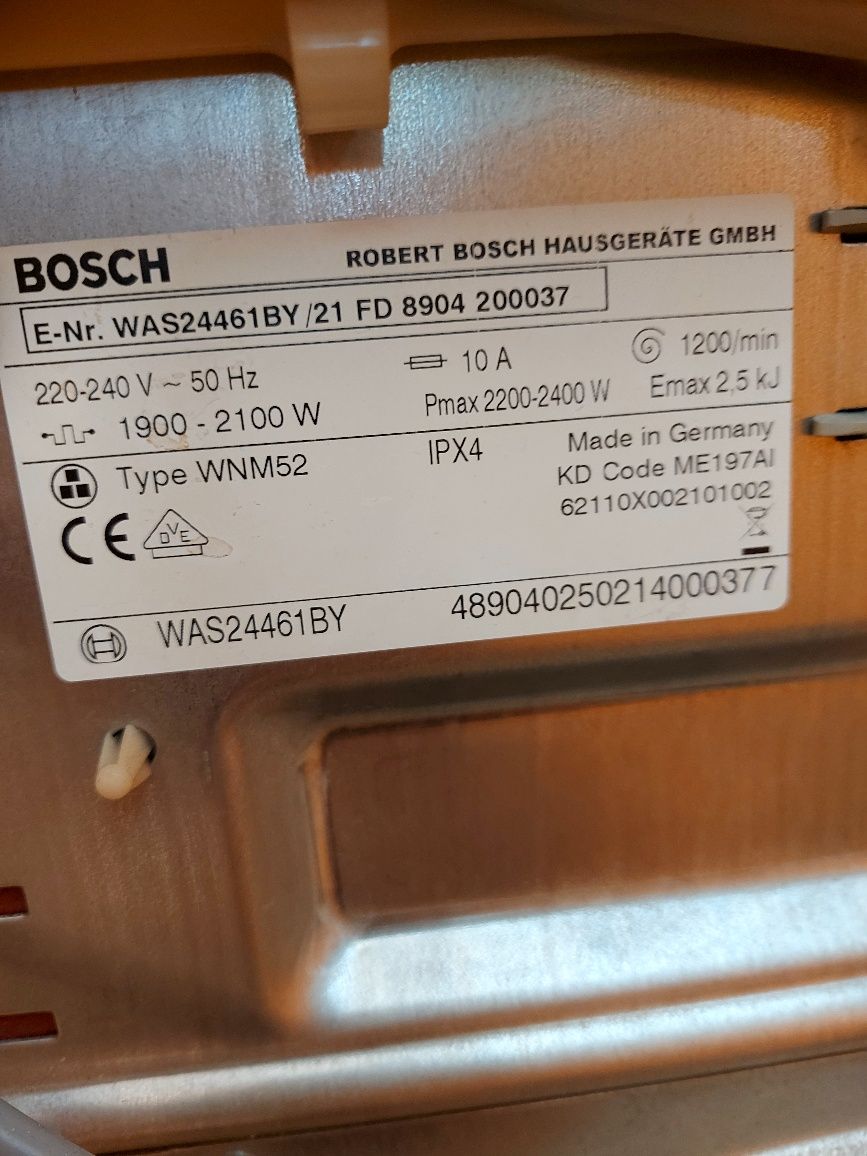 BOSCH ROBERT BOSCH HAUSGERÄTE GMBH
E-Nr. WAS24461BY /21 FD 8904 200037
220-240 V ~ 50 Hz 10 A 1200/min
1900 - 2100 W Pmax 2200-2400 W Emax 2,5 kJ
Type WNM52 IPX4 Made in Germany
KD Code ME197AI
62110X002101002
CE DVE
WAS24461BY 489040250214000377